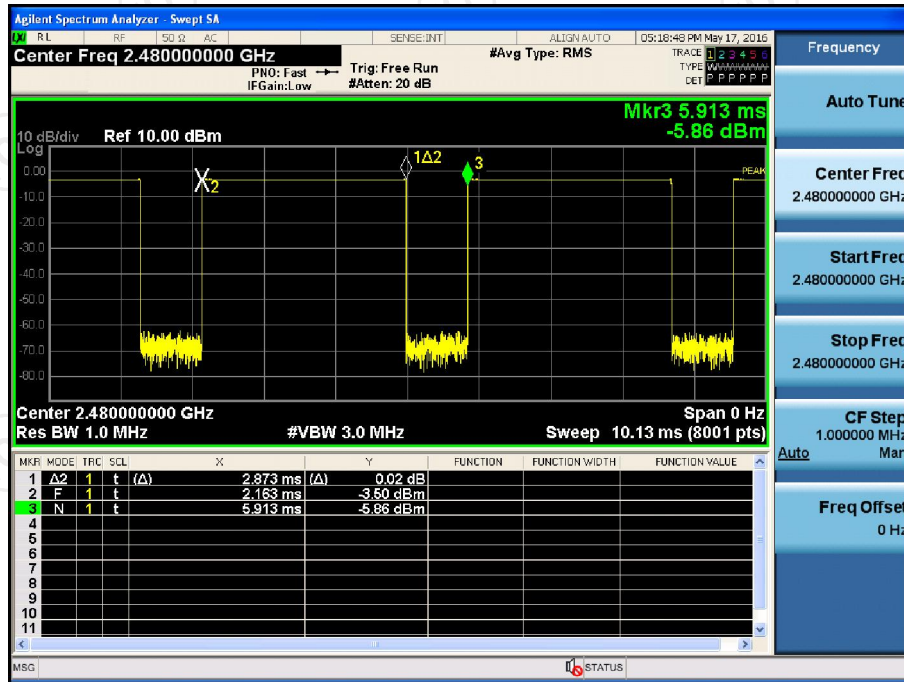 Agilent Spectrum Analyzer - Swept SA
LXI RL RF 50 Ω AC SENSE:INT ALIGN AUTO 05:18:48 PM May 17, 2016
Center Freq 2.480000000 GHz
#Avg Type: RMS
TRACE 1 2 3 4 5 6
PNO: Fast Trig: Free Run
TYPE WWWWWW
IFGain:Low #Atten: 20 dB
DET P P P P P P
Mkr3 5.913 ms
-5.86 dBm
10 dB/div Ref 10.00 dBm
Log
1Δ2
3
0.00
X2
PEAK
-10.0
-20.0
-30.0
-40.0
-50.0
-60.0
-70.0
-80.0
Center 2.480000000 GHz Span 0 Hz
Res BW 1.0 MHz #VBW 3.0 MHz Sweep 10.13 ms (8001 pts)
MKR MODE TRC SCL X Y FUNCTION FUNCTION WIDTH FUNCTION VALUE
1 Δ2 1 t (Δ) 2.873 ms (Δ) 0.02 dB
2 F 1 t 2.163 ms -3.50 dBm
3 N 1 t 5.913 ms -5.86 dBm
4
5
6
7
8
9
10
11
MSG STATUS
Frequency
Auto Tune
Center Freq
2.480000000 GHz
Start Freq
2.480000000 GHz
Stop Freq
2.480000000 GHz
CF Step
1.000000 MHz
Auto Man
Freq Offset
0 Hz